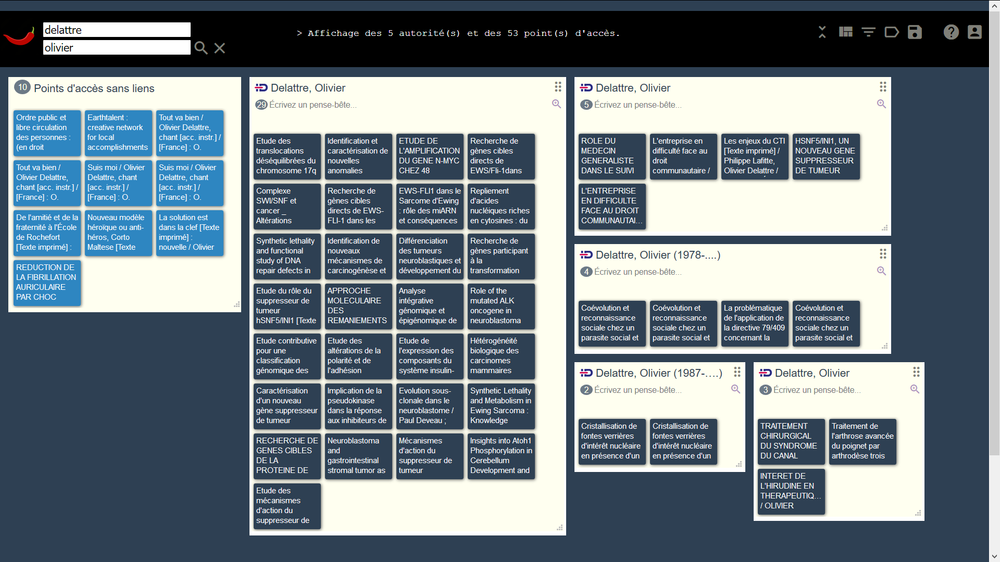 delattre
olivier
> Affichage des 5 autorité(s) et des 53 point(s) d'accès.
10 Points d'accès sans liens
Ordre public et
libre circulation
des personnes :
(en droit
Earthtalent :
creative network
for local
accomplishments
Tout va bien /
Olivier Delattre,
chant [acc. instr.] /
[France] : O.
Tout va bien /
Olivier Delattre,
chant [acc. instr.] /
[France] : O.
Suis moi / Olivier
Delattre, chant
[acc. instr.] /
[France] : O.
Suis moi / Olivier
Delattre, chant
[acc. instr.] /
[France] : O.
De l'amitié et de la
fraternité à l'École
de Rochefort
[Texte imprimé] :
Nouveau modèle
héroïque ou anti-
héros, Corto
Maltese [Texte
La solution est
dans la clef [Texte
imprimé] :
nouvelle / Olivier
REDUCTION DE
LA FIBRILLATION
AURICULAIRE
PAR CHOC
Delattre, Olivier
29 Écrivez un pense-bête...
Etude des
translocations
déséquilibrées du
chromosome 17q
Identification et
caractérisation de
nouvelles
anomalies
ETUDE DE
L'AMPLIFICATION
DU GENE N-MYC
CHEZ 48
Recherche de
gènes cibles
directs de
EWS/Fli-1dans
Complexe
SWI/SNF et
cancer _
Altérations
Recherche de
gènes cibles
directs de EWS-
FLI-1 dans les
EWS-FLI1 dans le
Sarcome d'Ewing
: rôle des miARN
et conséquences
Repliement
d'acides
nucléiques riches
en cytosines : du
Synthetic lethality
and functional
study of DNA
repair defects in
Identification de
nouveaux
mécanismes de
carcinogénèse et
Différenciation
des tumeurs
neuroblastiques et
développement du
Recherche de
gènes participant
à la
transformation
Etude du rôle du
suppresseur de
tumeur
hSNF5/INI1 [Texte
APPROCHE
MOLECULAIRE
DES
REMANIEMENTS
Analyse
intégrative
génomique et
épigénomique de
Role of the
mutated ALK
oncogene in
neuroblastoma
Etude contributive
pour une
classification
génomique des
Etude des
altérations de la
polarité et de
l'adhésion
Etude de
l'expression des
composants du
système insulin-
Hétérogénéité
biologique des
carcinomes
mammaires
Caractérisation
d'un nouveau
gène suppresseur
de tumeur
Implication de la
pseudokinase
dans la réponse
aux inhibiteurs de
Evolution sous-
clonale dans le
neuroblastome /
Paul Deveau ;
Synthetic Lethality
and Metabolism in
Ewing Sarcoma :
Knowledge
RECHERCHE DE
GENES CIBLES
DE LA
PROTEINE DE
Neuroblastoma
and
gastrointestinal
stromal tumor as
Mécanismes
d'action du
suppresseur de
tumeur
Insights into Atoh1
Phosphorylation in
Cerebellum
Development and
Etude des
mécanismes
d'action du
suppresseur de
Delattre, Olivier
5 Écrivez un pense-bête...
ROLE DU
MEDECIN
GENERALISTE
DANS LE SUIVI
L'entreprise en
difficulté face au
droit
communautaire /
Les enjeux du CTI
[Texte imprimé] /
Philippe Lafitte,
Olivier Delattre /
HSNF5/INI1, UN
NOUVEAU GENE
SUPPRESSEUR
DE TUMEUR
L'ENTREPRISE
EN DIFFICULTE
FACE AU DROIT
COMMUNAUTAI...
Delattre, Olivier (1978-....)
4 Écrivez un pense-bête...
Coévolution et
reconnaissance
sociale chez un
parasite social et
Coévolution et
reconnaissance
sociale chez un
parasite social et
La problématique
de l'application de
la directive 79/409
concernant la
Coévolution et
reconnaissance
sociale chez un
parasite social et
Delattre, Olivier (1987-....)
2 Écrivez un pense-bête...
Cristallisation de
fontes verrières
d'intérêt nucléaire
en présence d'un
Cristallisation de
fontes verrières
d'intérêt nucléaire
en présence d'un
Delattre, Olivier
3 Écrivez un pense-bête...
TRAITEMENT
CHIRURGICAL
DU SYNDROME
DU CANAL
Traitement de
l'arthrose avancée
du poignet par
arthrodèse trois
INTERET DE
L'HIRUDINE EN
THERAPEUTIQ...
/ OLIVIER